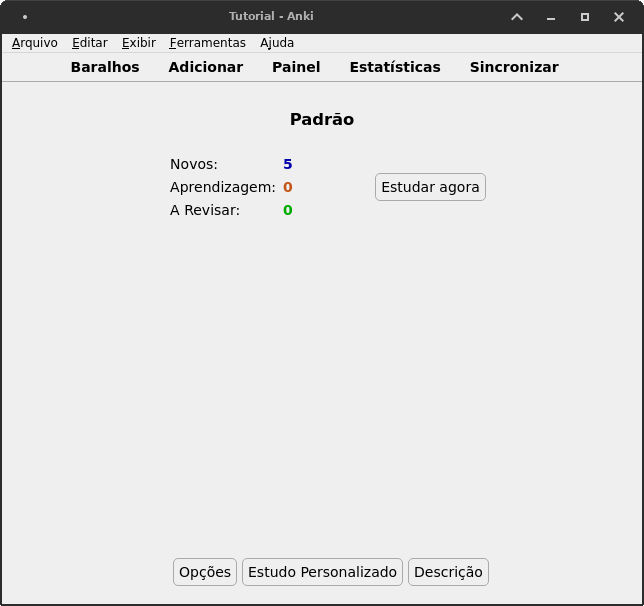 Tutorial - Anki
Arquivo Editar Exibir Ferramentas Ajuda
Baralhos Adicionar Painel Estatísticas Sincronizar
Padrão
Novos: 5
Aprendizagem: 0
Estudar agora
A Revisar: 0
Opções Estudo Personalizado Descrição